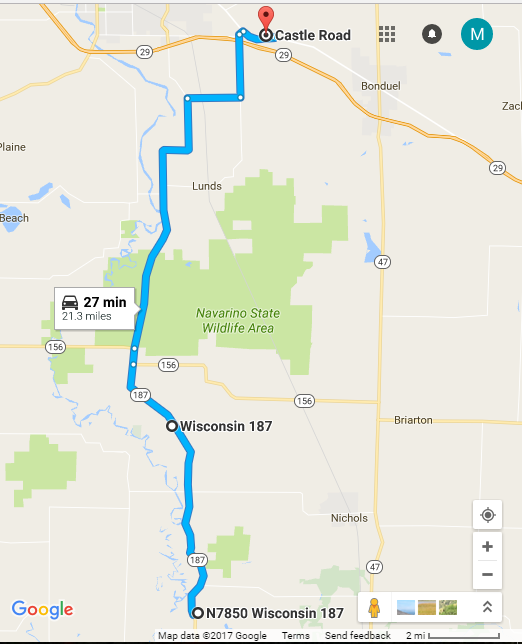 Castle Road
M
29
29
Bonduel
Zac
Plaine
29
Lunds
Beach
47
27 min
21.3 miles
Navarino State
Wildlife Area
156
156
187
156
Wisconsin 187
Briarton
Nichols
187
47
N7850 Wisconsin 187
Google
Map data ©2017 Google Terms Send feedback 2 mi